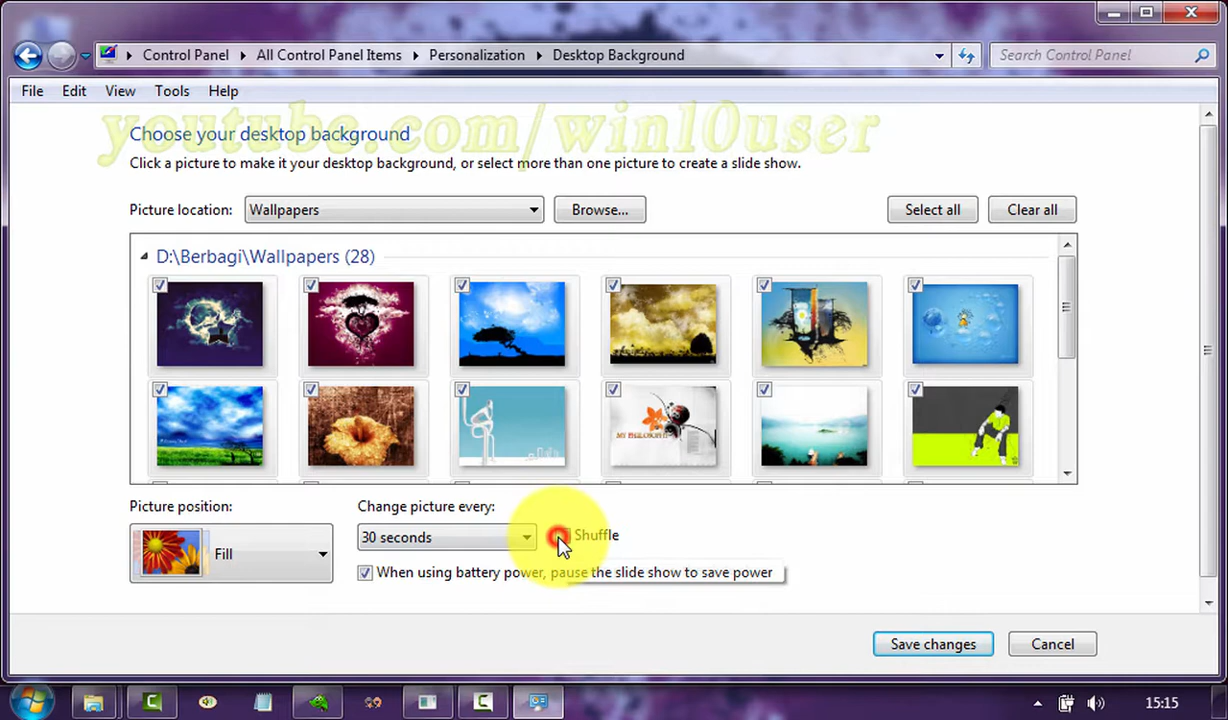 Control Panel All Control Panel Items Personalization Desktop Background
Search Control Panel
File Edit View Tools Help
youtube.com/win10user
Choose your desktop background
Click a picture to make it your desktop background, or select more than one picture to create a slide show.
Picture location: Wallpapers Browse... Select all Clear all
D:\Berbagi\Wallpapers (28)
MY PHILOSOPHY
Picture position: Change picture every:
Fill 30 seconds Shuffle
When using battery power, pause the slide show to save power
Save changes Cancel
15:15